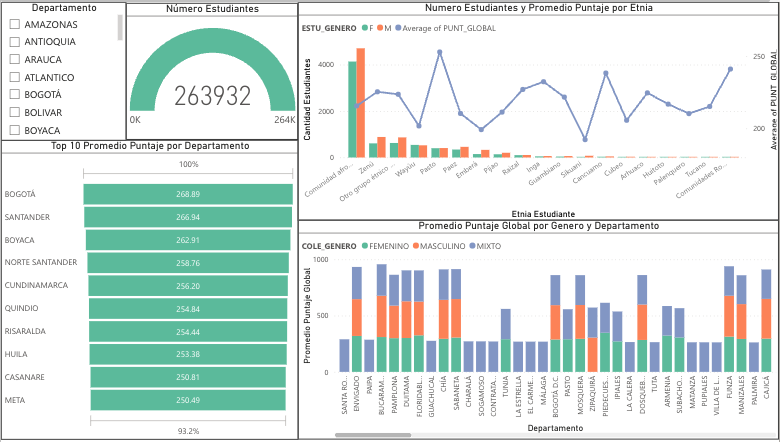 Departamento
AMAZONAS
ANTIOQUIA
ARAUCA
ATLANTICO
BOGOTÁ
BOLIVAR
BOYACA
Número Estudiantes
263932
0K
264K
Top 10 Promedio Puntaje por Departamento
100%
BOGOTÁ 268.89
SANTANDER 266.94
BOYACA 262.91
NORTE SANTANDER 258.76
CUNDINAMARCA 256.20
QUINDIO 254.84
RISARALDA 254.44
HUILA 253.38
CASANARE 250.81
META 250.49
93.2%
Numero Estudiantes y Promedio Puntaje por Etnia
ESTU_GENERO F M Average of PUNT_GLOBAL
Cantidad Estudiantes
4000
2000
0
250
200
Average of PUNT_GLOBAL
Comunidad afro...
Zenú
Otro grupo étnico ...
Wayúu
Pasto
Paez
Emberá
Pijao
Raizal
Inga
Guambiano
Sikuani
Cancuamo
Cubeo
Arhuaco
Huitoto
Palenquero
Tucano
Comunidades Ro...
Etnia Estudiante
Promedio Puntaje Global por Genero y Departamento
COLE_GENERO FEMENINO MASCULINO MIXTO
Promedio Puntaje Global
1000
500
0
SANTA RO...
ENVIGADO
PAIPA
BUCARAM...
PAMPLONA
DUITAMA
FLORIDABL...
GUACHUCAL
CHÍA
SABANETA
CHARALÁ
SOGAMOSO
CONTRATA...
TUNJA
LA ESTRELLA
EL CARME...
MÁLAGA
BOGOTÁ D.C.
PASTO
MOSQUERA
ZIPAQUIRÁ
PIEDECUES...
IPIALES
LA CALERA
DOSQUEB...
TUTA
ARMENIA
SUBACHO...
MATANZA
PUPIALES
VILLA DE L...
FUNZA
MANIZALES
PALMIRA
CAJICÁ
Departamento